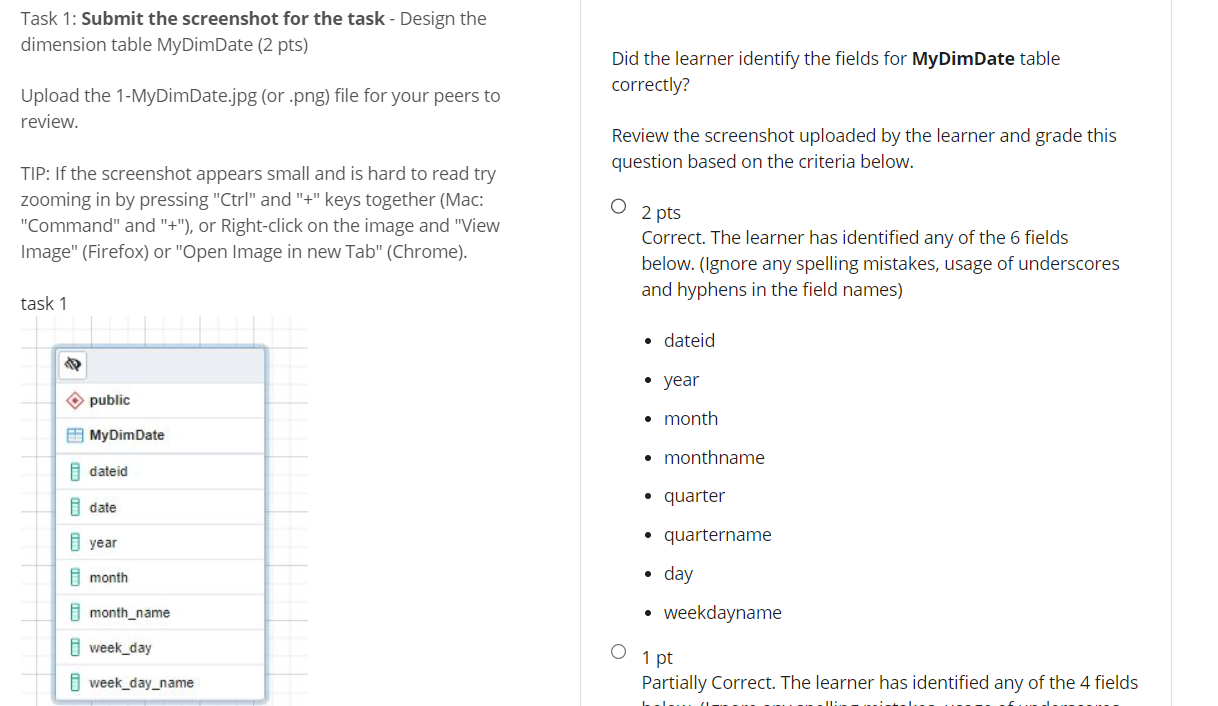 Task 1: Submit the screenshot for the task - Design the
dimension table MyDimDate (2 pts)
Upload the 1-MyDimDate.jpg (or .png) file for your peers to
review.
TIP: If the screenshot appears small and is hard to read try
zooming in by pressing "Ctrl" and "+" keys together (Mac:
"Command" and "+"), or Right-click on the image and "View
Image" (Firefox) or "Open Image in new Tab" (Chrome).
task 1
public
MyDimDate
dateid
date
year
month
month_name
week_day
week_day_name
Did the learner identify the fields for MyDimDate table
correctly?
Review the screenshot uploaded by the learner and grade this
question based on the criteria below.
2 pts
Correct. The learner has identified any of the 6 fields
below. (Ignore any spelling mistakes, usage of underscores
and hyphens in the field names)
dateid
year
month
monthname
quarter
quartername
day
weekdayname
1 pt
Partially Correct. The learner has identified any of the 4 fields